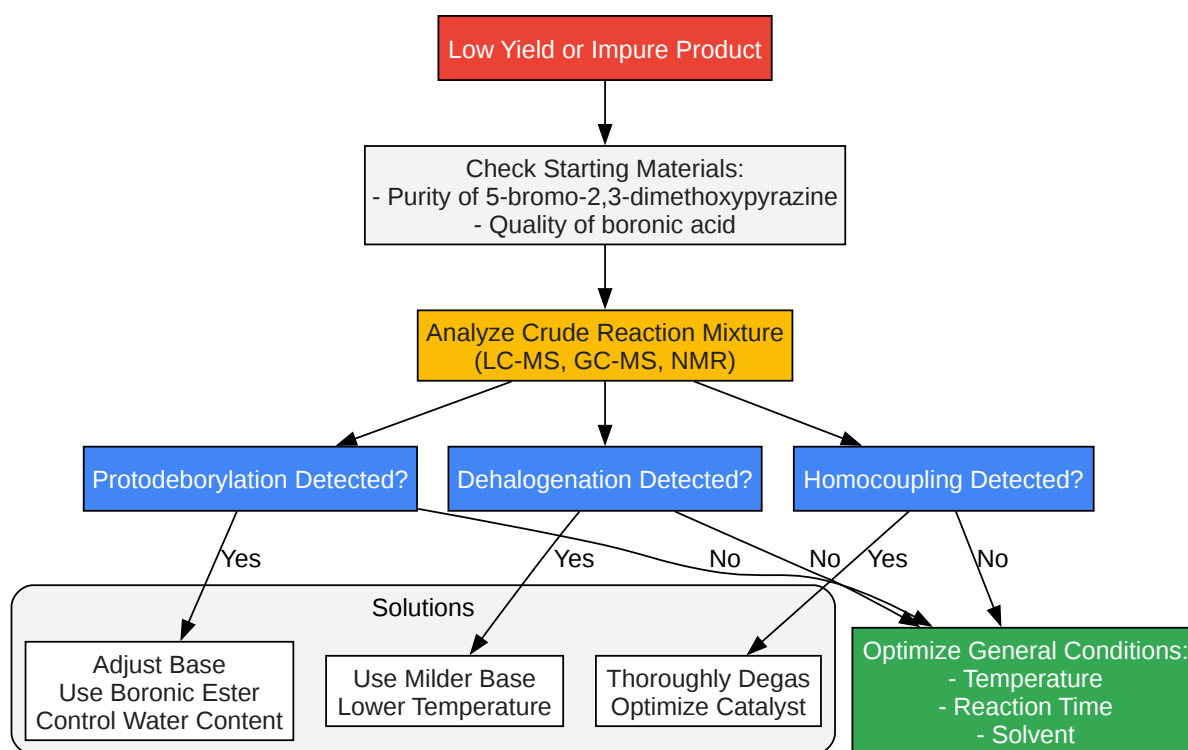 Low Yield or Impure Product
Check Starting Materials:
- Purity of 5-bromo-2,3-dimethoxypyrazine
- Quality of boronic acid
Analyze Crude Reaction Mixture
(LC-MS, GC-MS, NMR)
Protodeborylation Detected?
Dehalogenation Detected?
Homocoupling Detected?
Yes
Yes
No
No
Yes
No
Solutions
Adjust Base
Use Boronic Ester
Control Water Content
Use Milder Base
Lower Temperature
Thoroughly Degas
Optimize Catalyst
Optimize General Conditions:
- Temperature
- Reaction Time
- Solvent